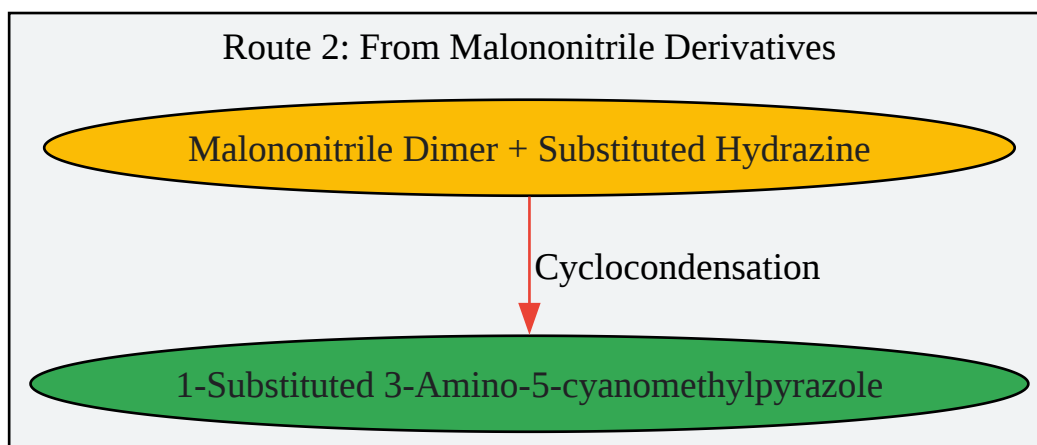 Route 2: From Malononitrile Derivatives
Malononitrile Dimer + Substituted Hydrazine
Cyclocondensation
1-Substituted 3-Amino-5-cyanomethylpyrazole